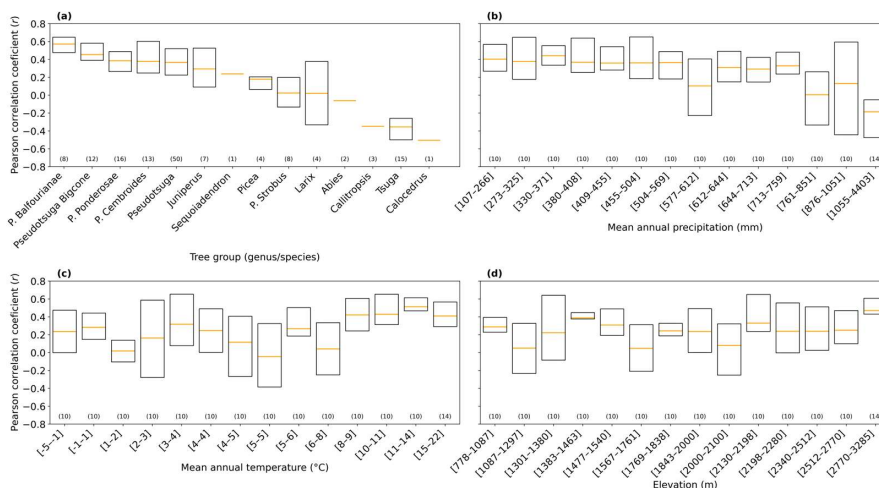 (a)
(b)
Pearson correlation coeficient (r)
0.8
0.6
0.4
0.2
0.0
−0.2
−0.4
−0.6
−0.8
(8) (12) (16) (13) (50) (7) (1) (4) (8) (4) (2) (3) (15) (1)
P. Balfourianae
Pseudotsuga Bigcone
P. Ponderosae
P. Cembroides
Pseudotsuga
Juniperus
Sequoiadendron
Picea
P. Strobus
Larix
Abies
Callitropsis
Tsuga
Calocedrus
Tree group (genus/species)
(10) (10) (10) (10) (10) (10) (10) (10) (10) (10) (10) (10) (10) (14)
[107–266]
[273–325]
[330–371]
[380–408]
[409–455]
[455–504]
[504–569]
[577–612]
[612–644]
[644–713]
[713–759]
[761–851]
[876–1051]
[1055–4403]
Mean annual precipitation (mm)
(c)
(d)
Pearson correlation coeficient (r)
0.8
0.6
0.4
0.2
0.0
−0.2
−0.4
−0.6
−0.8
(10) (10) (10) (10) (10) (10) (10) (10) (10) (10) (10) (10) (10) (14)
[-5–-1]
[-1–1]
[1–2]
[2–3]
[3–4]
[4–4]
[4–5]
[5–5]
[5–6]
[6–8]
[8–9]
[10–11]
[11–14]
[15–22]
Mean annual temperature (°C)
(10) (10) (10) (10) (10) (10) (10) (10) (10) (10) (10) (10) (10) (14)
[778–1087]
[1087–1297]
[1301–1380]
[1383–1463]
[1477–1540]
[1567–1761]
[1769–1838]
[1843–2000]
[2000–2100]
[2130–2198]
[2198–2280]
[2340–2512]
[2512–2770]
[2770–3285]
Elevation (m)